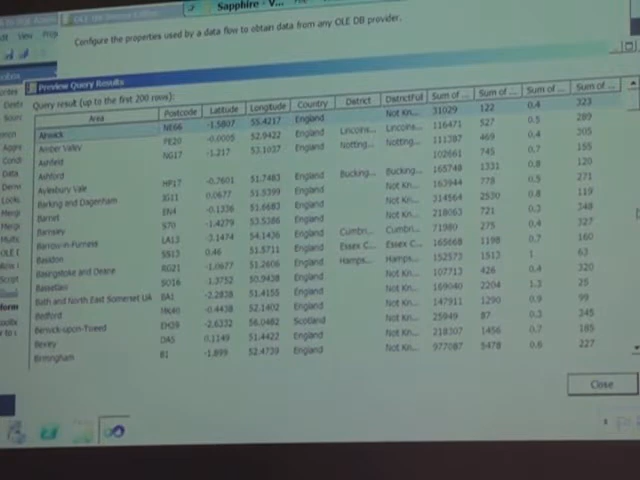 Sapphire - V...
Configure the properties used by a data flow to obtain data from any OLE DB provider.
Preview Query Results
Query result (up to the first 200 rows):
Area Postcode Latitude Longitude Country District DistrictFul Sum of ... Sum of ... Sum of ... Sum of ...
Alnwick NE66 -1.5807 55.4217 England Not Kn... 31029 122 0.4 323
Amber Valley PE20 -0.0005 52.9422 England Lincoln... Lincoln... 116471 527 0.5 289
Ashfield NG17 -1.217 53.1027 England Notting... Notting... 111387 469 0.4 305
Ashford 102661 745 0.7 165
Aylesbury Vale HP17 -0.7601 51.7483 England Bucking... Bucking... 165748 1331 0.8 120
Barking and Dagenham IG11 0.0677 51.5399 England Not Kn... 163944 778 0.5 271
Barnet EN4 -0.1336 51.6683 England Not Kn... 314564 2530 0.8 119
Barnsley S70 -1.4279 53.5386 England Not Kn... 218063 721 0.3 348
Barrow-in-Furness LA13 -3.1474 54.1436 England Cumbri... Cumbri... 71980 275 0.4 327
Basildon SS13 0.46 51.5711 England Essex C... Essex C... 165668 1198 0.7 160
Basingstoke and Deane RG21 -1.0677 51.2606 England Hamps... Hamps... 152573 1513 1 63
Bassetlaw SO16 -1.3752 50.9438 England Not Kn... 107713 426 0.4 320
Bath and North East Somerset UA BA1 -2.2838 51.4155 England Not Kn... 169040 2204 1.3 25
Bedford MK40 -0.4438 52.1402 England Not Kn... 147911 1290 0.9 99
Berwick-upon-Tweed EH39 -2.6332 56.0482 Scotland Not Kn... 25949 87 0.3 345
Bexley DA5 0.1149 51.4422 England Not Kn... 218307 1456 0.7 185
Birmingham B1 -1.899 52.4739 England Not Kn... 977087 5478 0.6 227
Close